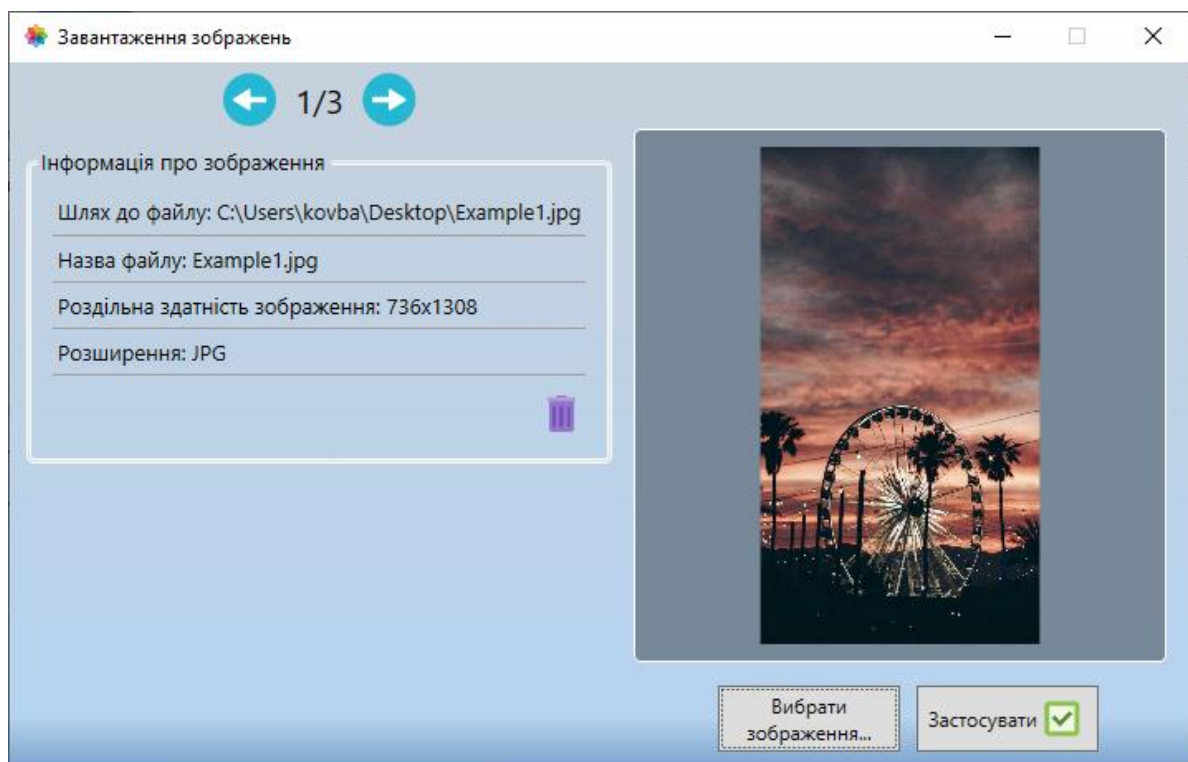 Завантаження зображень
1/3
Інформація про зображення
Шлях до файлу: C:\Users\kovba\Desktop\Example1.jpg
Назва файлу: Example1.jpg
Роздільна здатність зображення: 736x1308
Розширення: JPG
Вибрати
зображення...
Застосувати